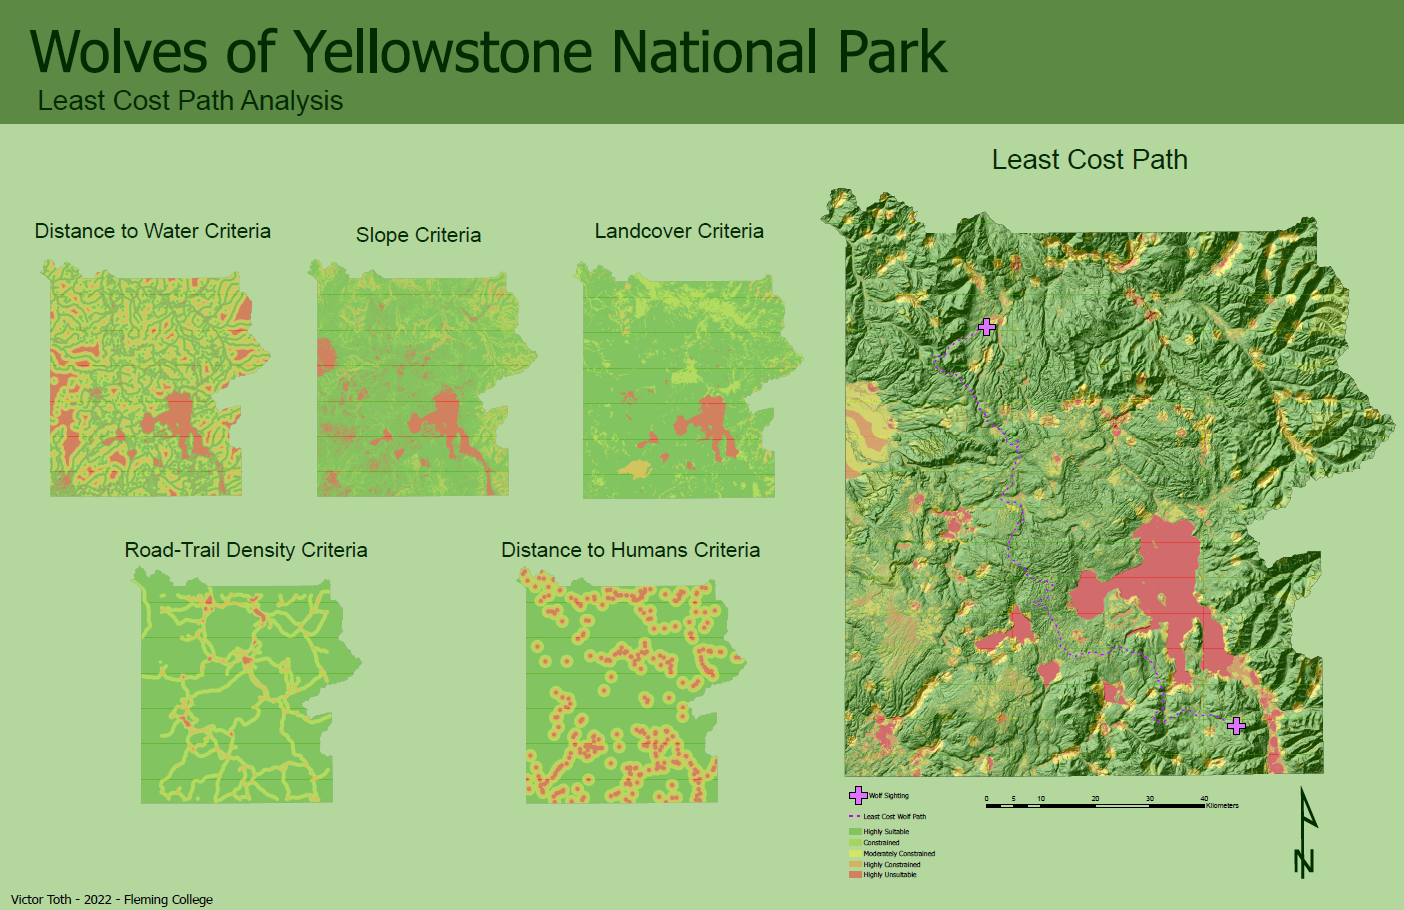 Wolves of Yellowstone National Park
Least Cost Path Analysis
Least Cost Path
Distance to Water Criteria
Slope Criteria
Landcover Criteria
Road-Trail Density Criteria
Distance to Humans Criteria
Wolf Sighting
Least Cost Wolf Path
Highly Suitable
Constrained
Moderately Constrained
Highly Constrained
Highly Unsuitable
0 5 10 20 30 40
Kilometers
N
Victor Toth - 2022 - Fleming College